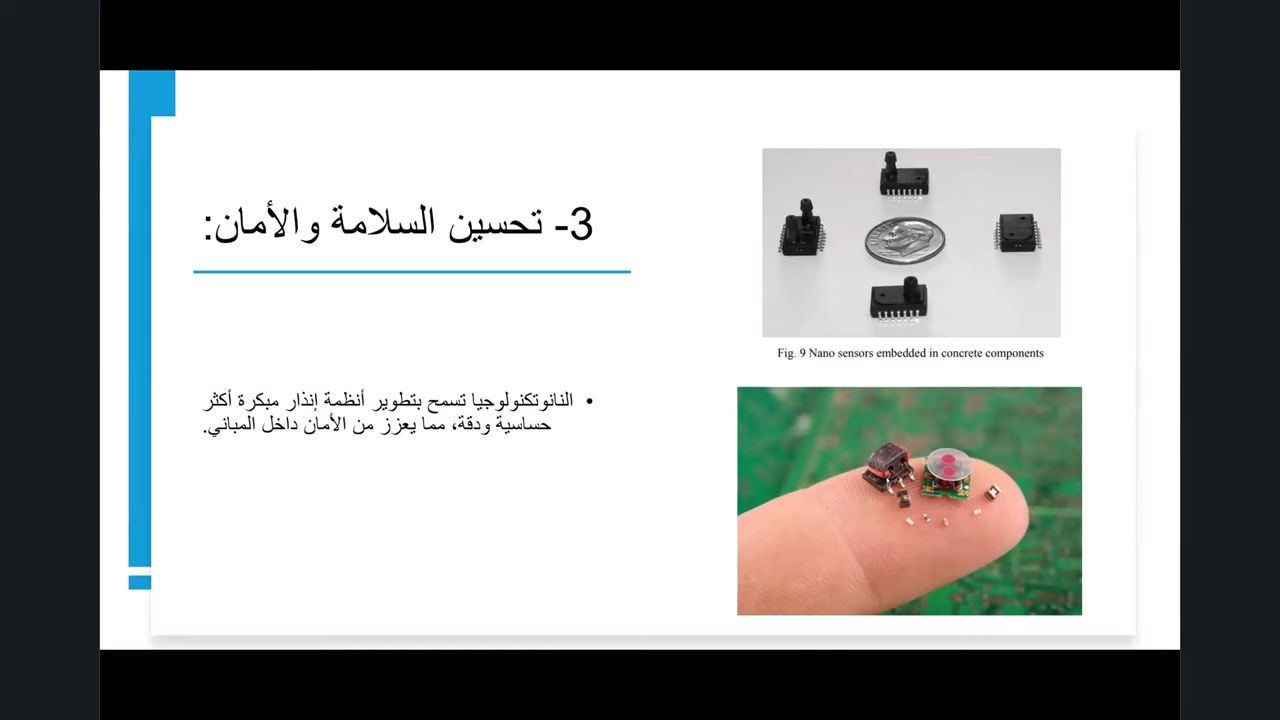 3- تحسين السلامة والأمان:
• النانوتكنولوجيا تسمح بتطوير أنظمة إنذار مبكرة أكثر
حساسية ودقة، مما يعزز من الأمان داخل المباني.
Fig. 9 Nano sensors embedded in concrete components